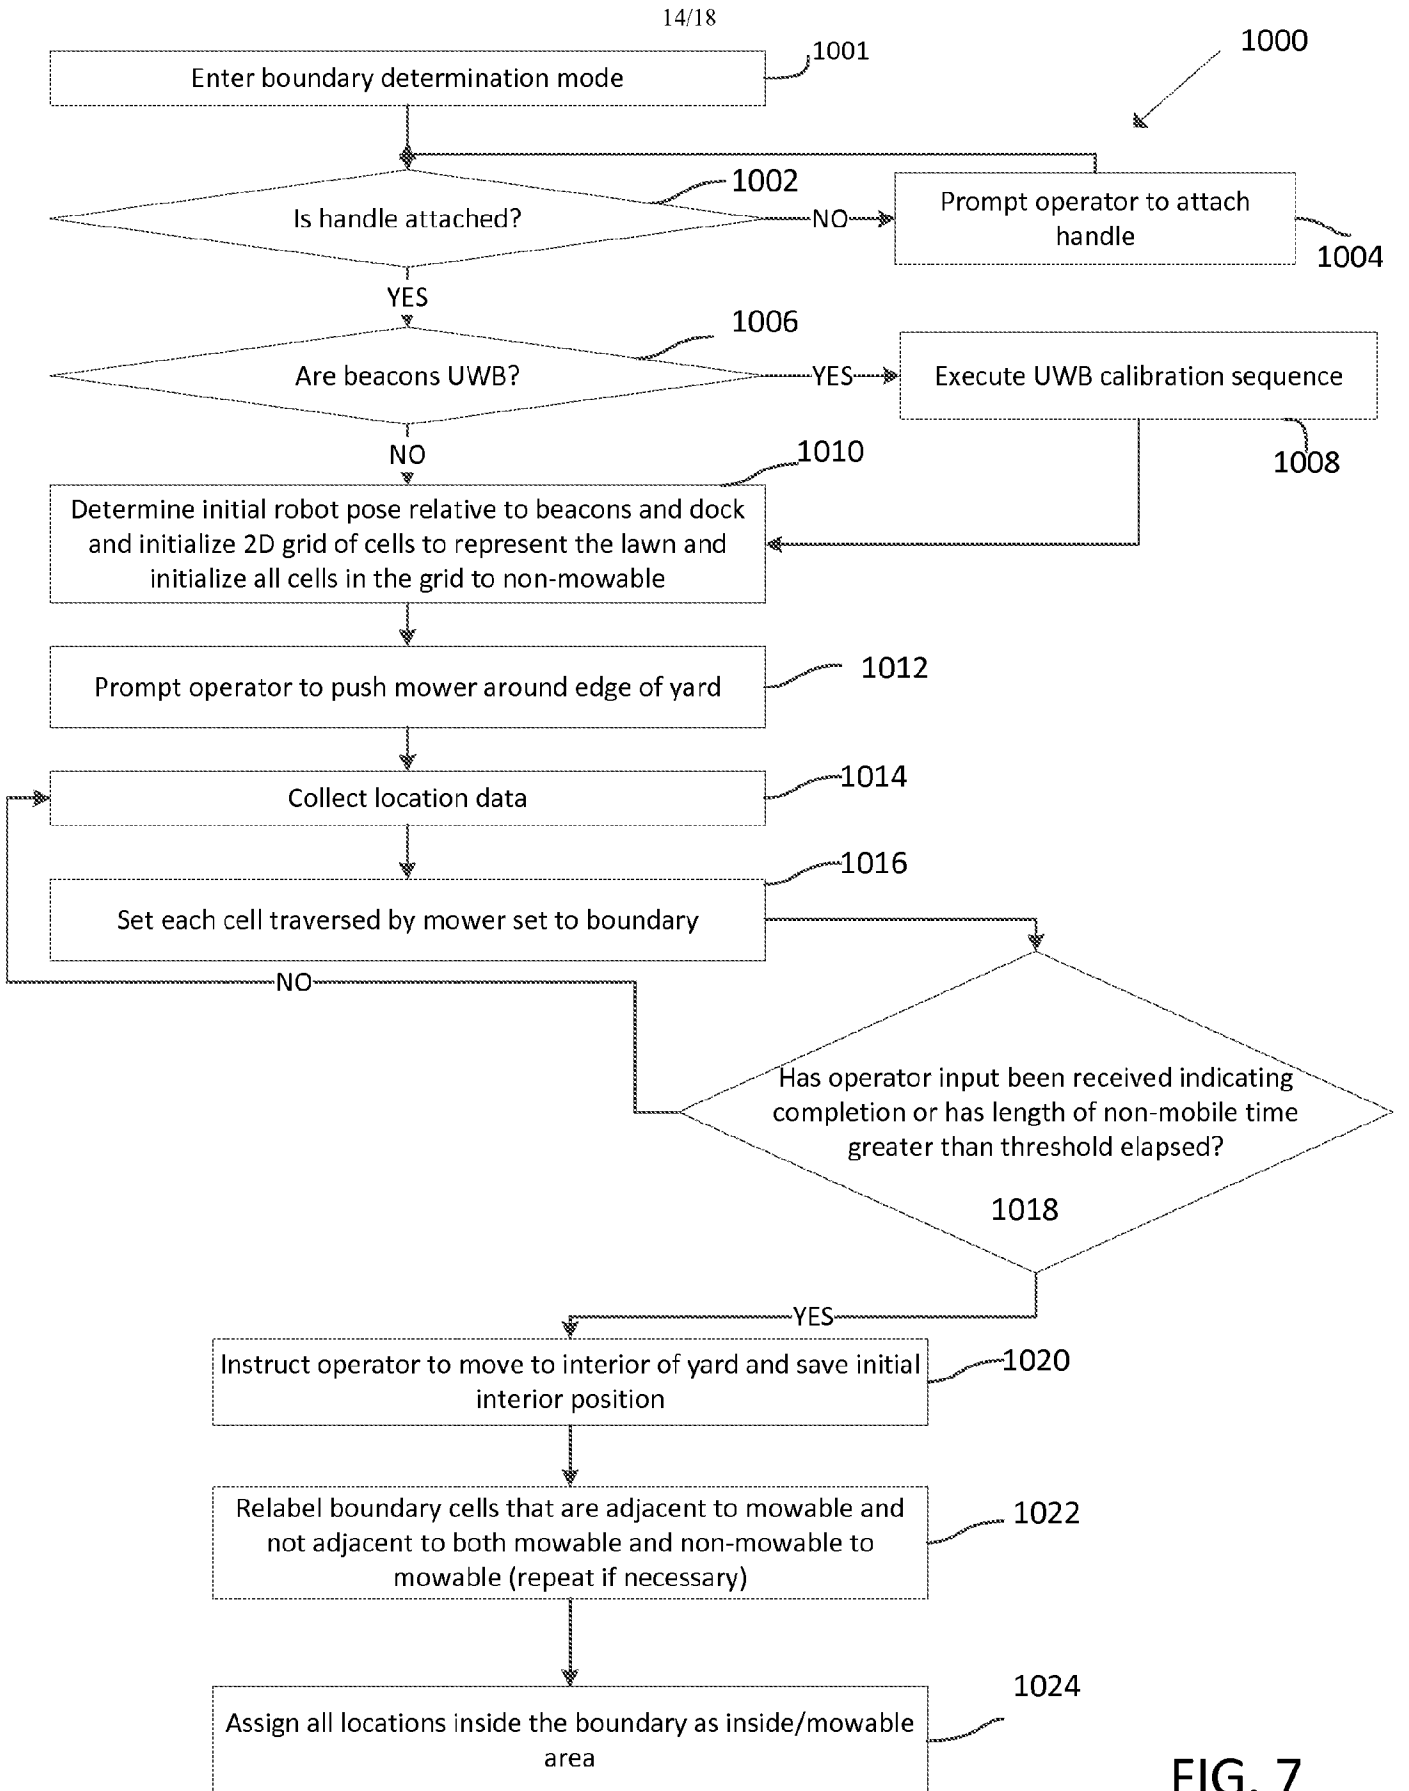 14/18
1000
Enter boundary determination mode
1001
Is handle attached?
1002
NO
Prompt operator to attach
handle
1004
YES
Are beacons UWB?
1006
YES
Execute UWB calibration sequence
1008
NO
1010
Determine initial robot pose relative to beacons and dock
and initialize 2D grid of cells to represent the lawn and
initialize all cells in the grid to non-mowable
Prompt operator to push mower around edge of yard
1012
Collect location data
1014
1016
Set each cell traversed by mower set to boundary
NO
Has operator input been received indicating
completion or has length of non-mobile time
greater than threshold elapsed?
1018
YES
Instruct operator to move to interior of yard and save initial
interior position
1020
Relabel boundary cells that are adjacent to mowable and
not adjacent to both mowable and non-mowable to
mowable (repeat if necessary)
1022
1024
Assign all locations inside the boundary as inside/mowable
area
FIG. 7